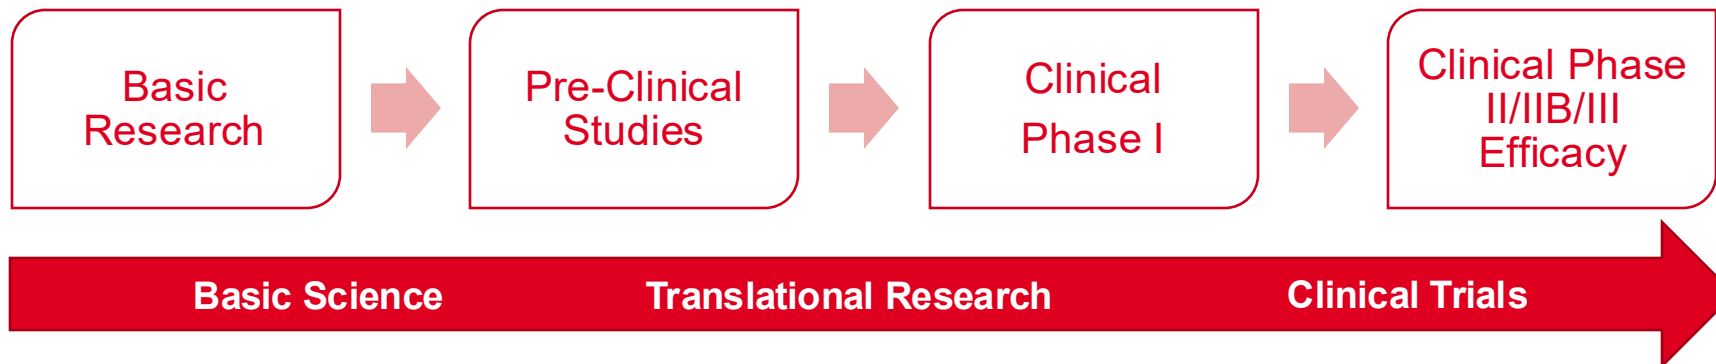 Basic
Research
Pre-Clinical
Studies
Clinical
Phase I
Clinical Phase
II/IIB/III
Efficacy
Basic Science
Translational Research
Clinical Trials